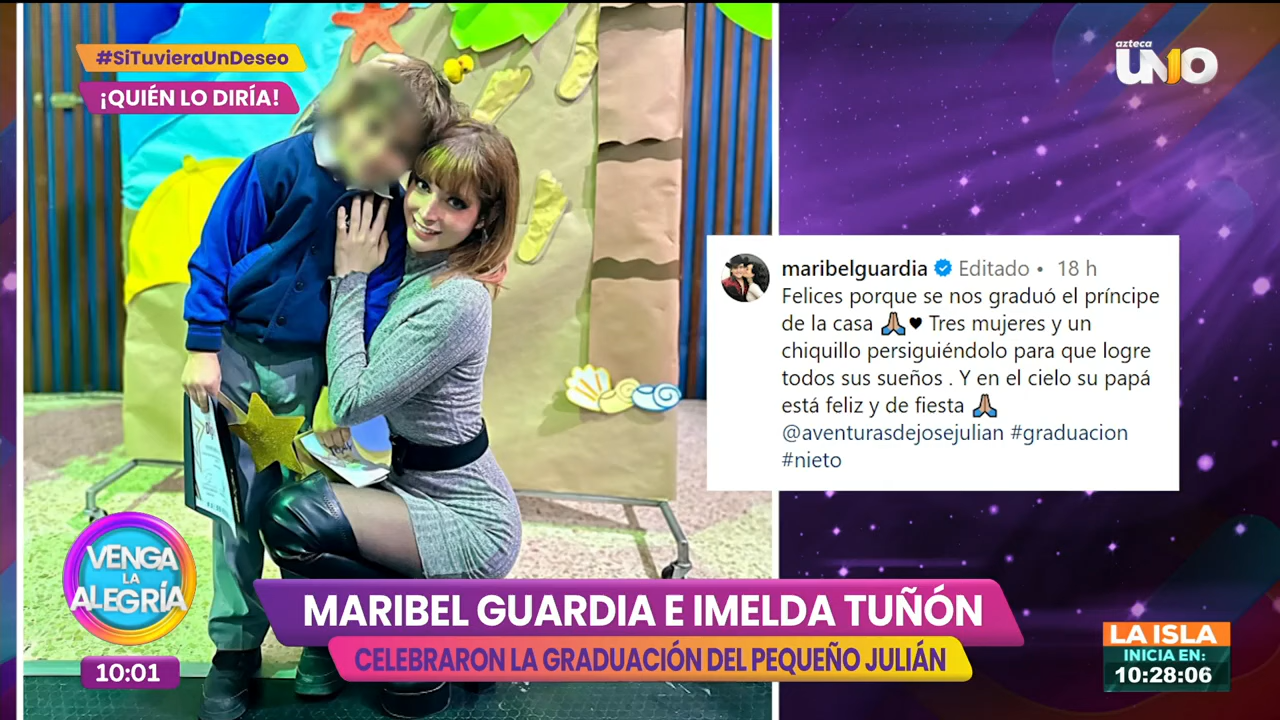 #SiTuvieraUnDeseo
¡QUIÉN LO DIRÍA!
azteca
UNO
maribelguardia Editado • 18 h
Felices porque se nos graduó el príncipe
de la casa 🙏🏽♥ Tres mujeres y un
chiquillo persiguiéndolo para que logre
todos sus sueños . Y en el cielo su papá
está feliz y de fiesta 🙏🏽
@aventurasdejosejulian #graduacion
#nieto
VENGA
LA
ALEGRÍA
MARIBEL GUARDIA E IMELDA TUÑÓN
CELEBRARON LA GRADUACIÓN DEL PEQUEÑO JULIÁN
10:01
LA ISLA
INICIA EN:
10:28:06